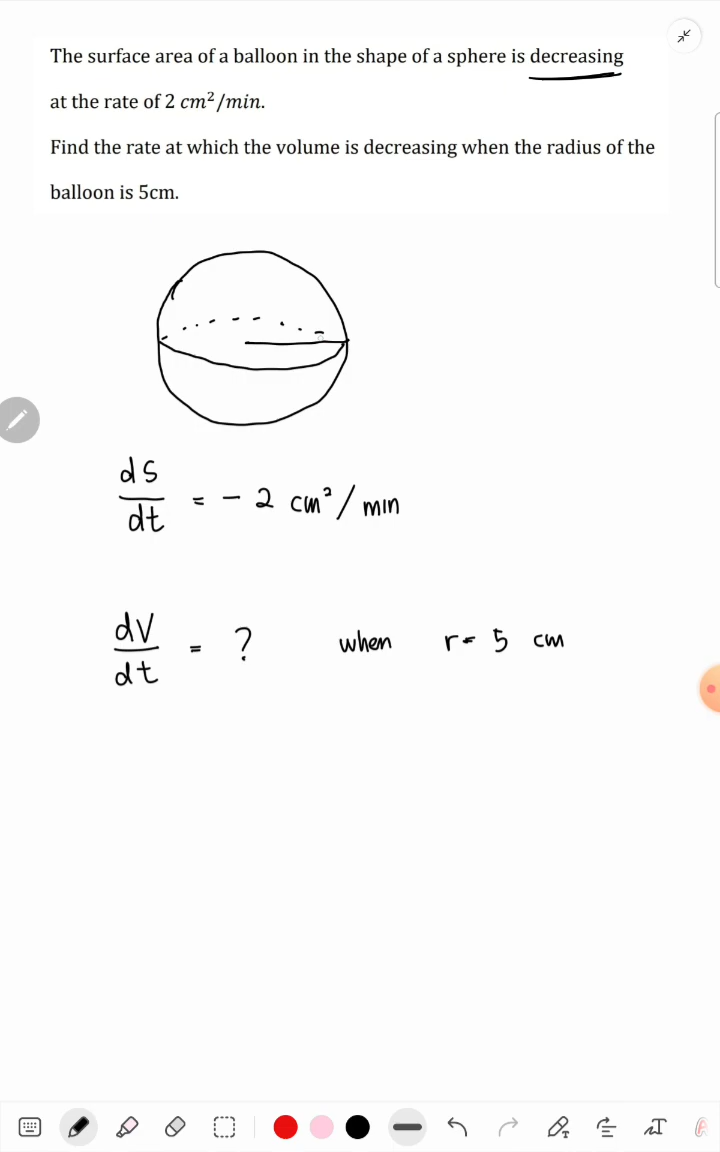 The surface area of a balloon in the shape of a sphere is decreasing
at the rate of 2 cm²/min.
Find the rate at which the volume is decreasing when the radius of the
balloon is 5cm.
dS/dt = - 2 cm²/min
dV/dt = ? when r = 5 cm